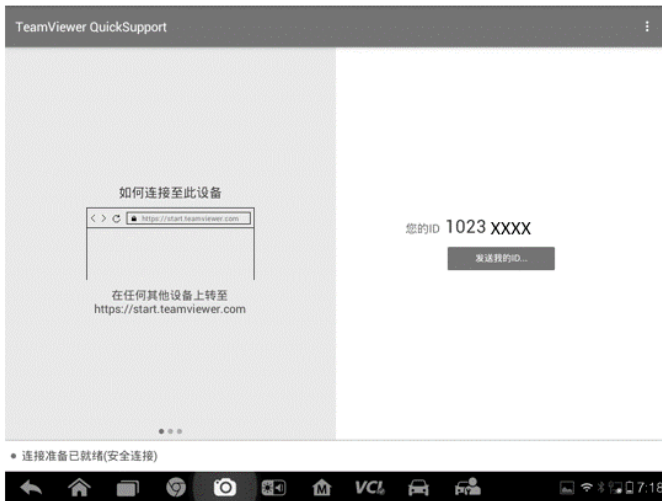 TeamViewer QuickSupport
如何连接至此设备
https://start.teamviewer.com
在任何其他设备上转至
https://start.teamviewer.com
您的ID 1023 XXXX
发送我的ID...
连接准备已就绪(安全连接)
M
VCI
7:18